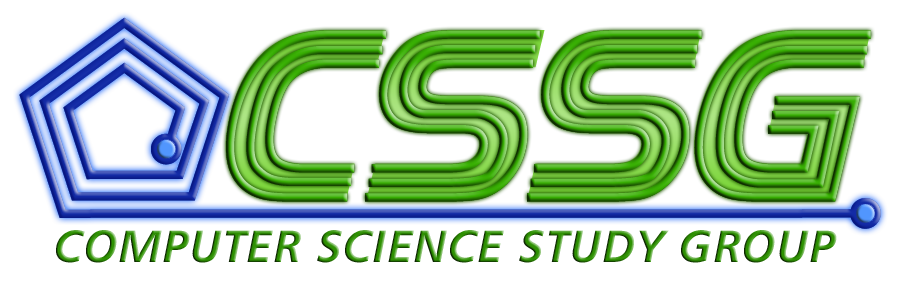 CSSG
COMPUTER SCIENCE STUDY GROUP